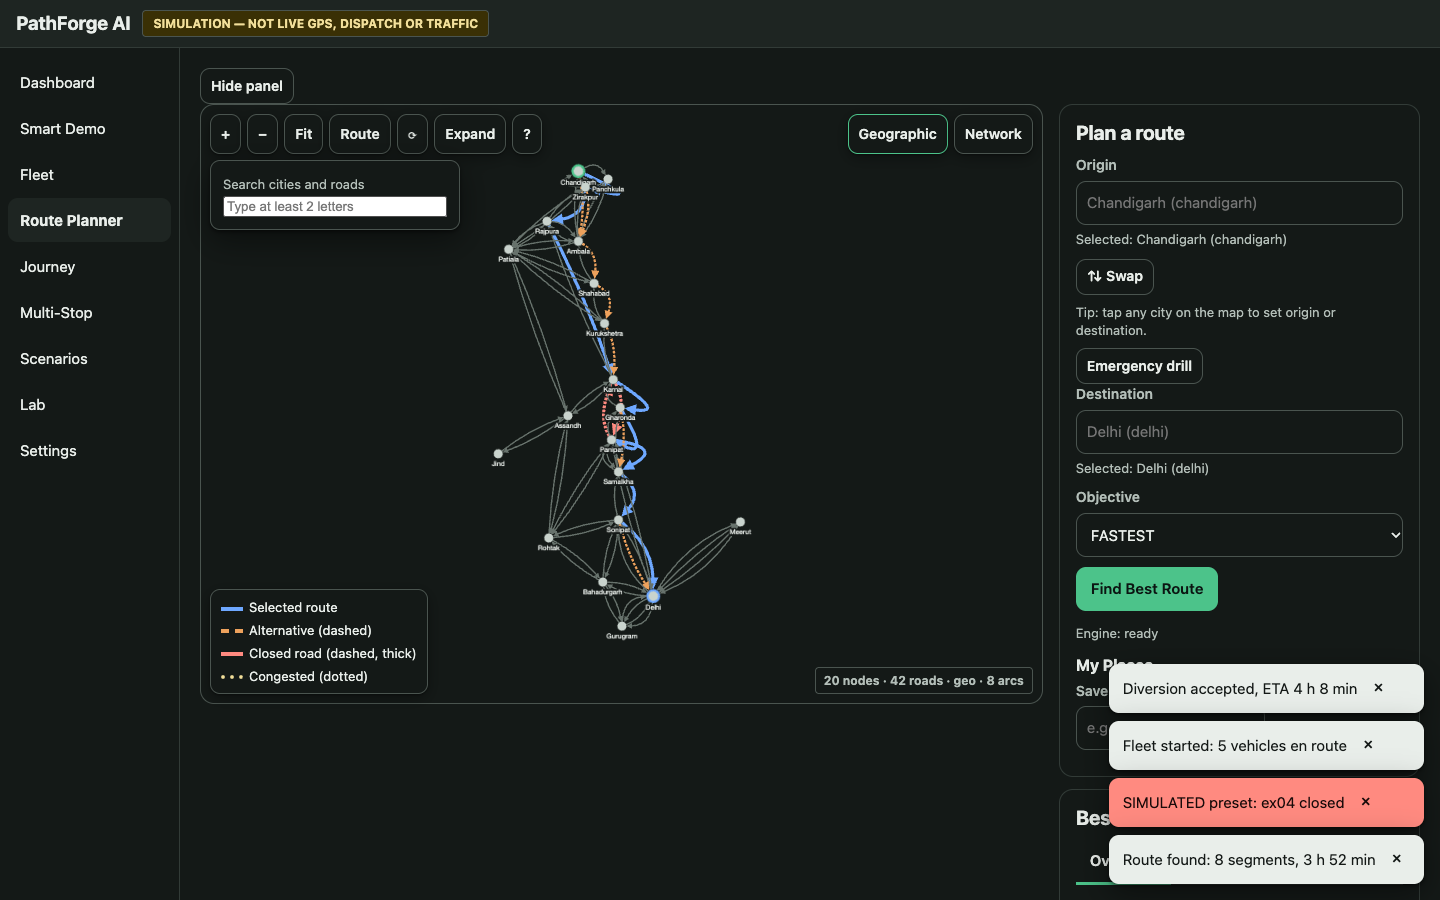 PathForge AI
SIMULATION — NOT LIVE GPS, DISPATCH OR TRAFFIC
Dashboard
Smart Demo
Fleet
Route Planner
Journey
Multi-Stop
Scenarios
Lab
Settings
Hide panel
+
−
Fit
Route
⟳
Expand
?
Geographic
Network
Search cities and roads
Type at least 2 letters
Chandigarh
Panchkula
Zirakpur
Rajpura
Ambala
Patiala
Shahabad
Kurukshetra
Karnal
Gharonda
Assandh
Panipat
Jind
Samalkha
Sonipat
Meerut
Rohtak
Bahadurgarh
Delhi
Gurugram
Selected route
Alternative (dashed)
Closed road (dashed, thick)
Congested (dotted)
20 nodes · 42 roads · geo · 8 arcs
Plan a route
Origin
Chandigarh (chandigarh)
Selected: Chandigarh (chandigarh)
⇅ Swap
Tip: tap any city on the map to set origin or
destination.
Emergency drill
Destination
Delhi (delhi)
Selected: Delhi (delhi)
Objective
FASTEST
Find Best Route
Engine: ready
My Places
Save
e.g
Bes
Ov
Diversion accepted, ETA 4 h 8 min ×
Fleet started: 5 vehicles en route ×
SIMULATED preset: ex04 closed ×
Route found: 8 segments, 3 h 52 min ×